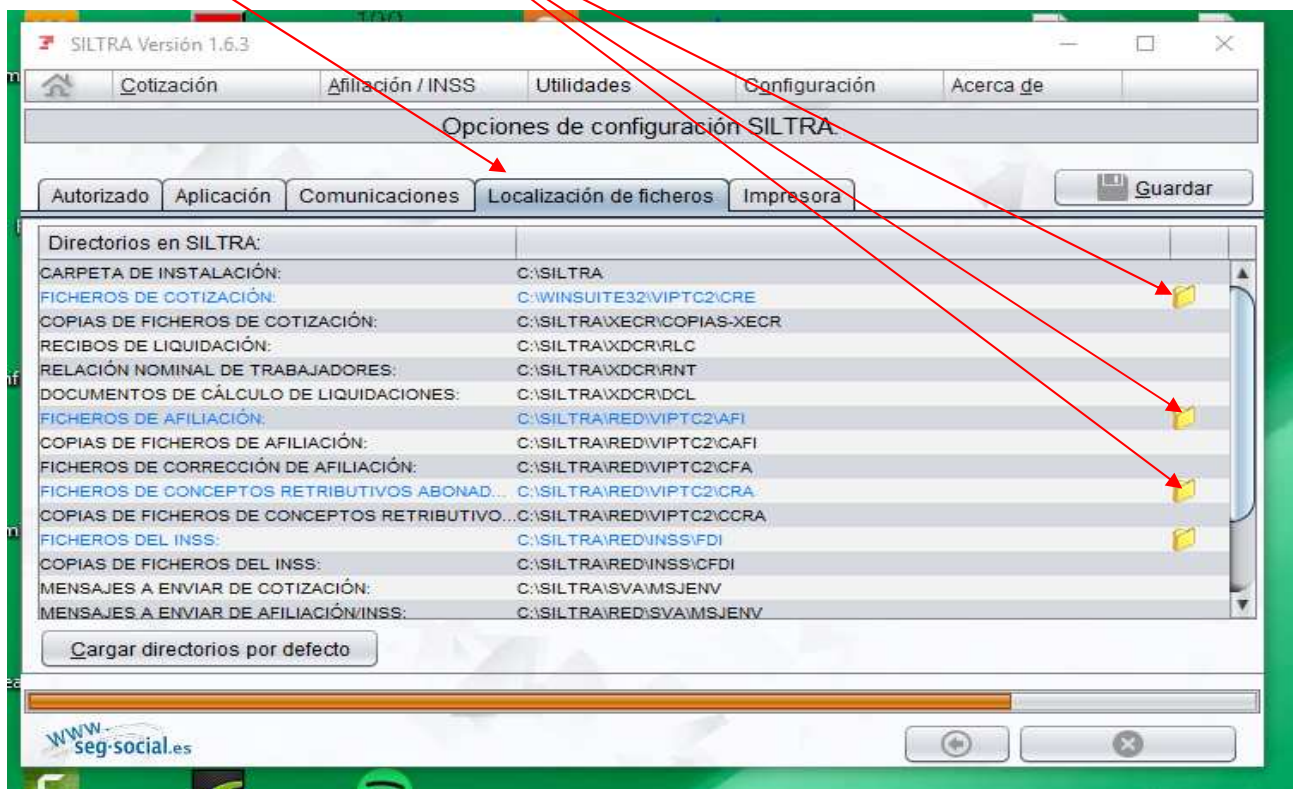 SILTRA Versión 1.6.3
Cotización Afiliación / INSS Utilidades Configuración Acerca de
Opciones de configuración SILTRA.
Autorizado Aplicación Comunicaciones Localización de ficheros Impresora Guardar
Directorios en SILTRA:
CARPETA DE INSTALACIÓN: C:\SILTRA
FICHEROS DE COTIZACIÓN: C:\WINSUITE32\VIPTC2\CRE
COPIAS DE FICHEROS DE COTIZACIÓN: C:\SILTRA\XECR\COPIAS-XECR
RECIBOS DE LIQUIDACIÓN: C:\SILTRA\XDCR\RLC
RELACIÓN NOMINAL DE TRABAJADORES: C:\SILTRA\XDCR\RNT
DOCUMENTOS DE CÁLCULO DE LIQUIDACIONES: C:\SILTRA\XDCR\DCL
FICHEROS DE AFILIACIÓN: C:\SILTRA\RED\VIPTC2\AFI
COPIAS DE FICHEROS DE AFILIACIÓN: C:\SILTRA\RED\VIPTC2\CAFI
FICHEROS DE CORRECCIÓN DE AFILIACIÓN: C:\SILTRA\RED\VIPTC2\CFA
FICHEROS DE CONCEPTOS RETRIBUTIVOS ABONAD... C:\SILTRA\RED\VIPTC2\CRA
COPIAS DE FICHEROS DE CONCEPTOS RETRIBUTIVO... C:\SILTRA\RED\VIPTC2\CCRA
FICHEROS DEL INSS: C:\SILTRA\RED\INSS\FDI
COPIAS DE FICHEROS DEL INSS: C:\SILTRA\RED\INSS\CFDI
MENSAJES A ENVIAR DE COTIZACIÓN: C:\SILTRA\SVA\MSJENV
MENSAJES A ENVIAR DE AFILIACIÓN/INSS: C:\SILTRA\RED\SVA\MSJENV
Cargar directorios por defecto
www.
seg-social.es